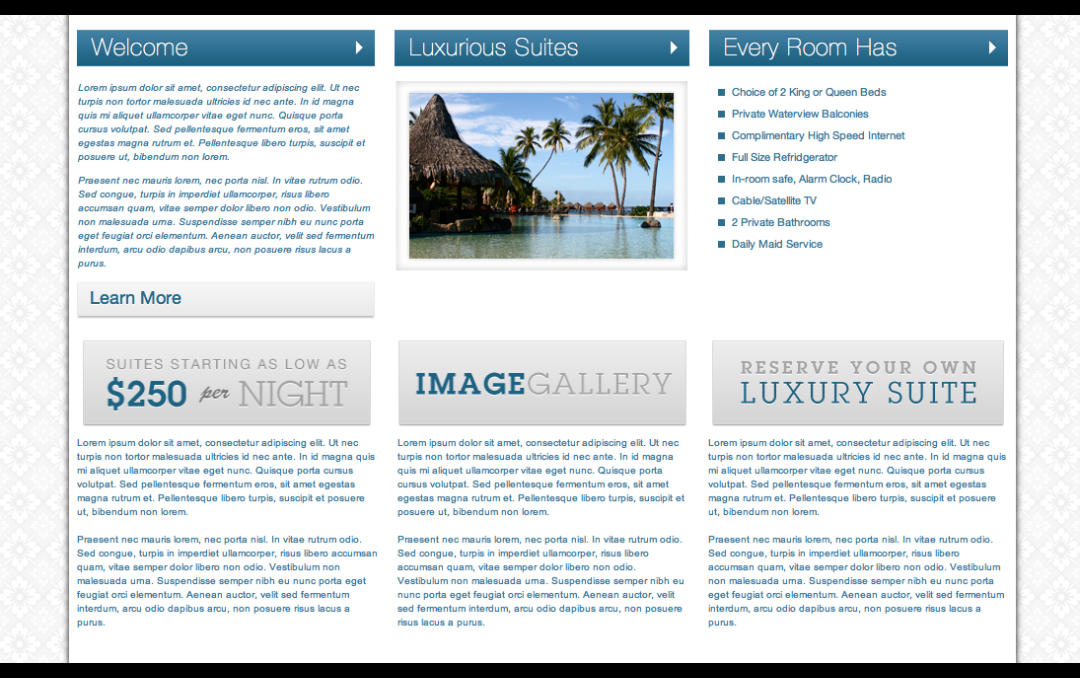 Welcome
Lorem ipsum dolor sit amet, consectetur adipiscing elit. Ut nec
turpis non tortor malesuada ultricies id nec ante. In id magna
quis mi aliquet ullamcorper vitae eget nunc. Quisque porta
cursus volutpat. Sed pellentesque fermentum eros, sit amet
egestas magna rutrum et. Pellentesque libero turpis, suscipit et
posuere ut, bibendum non lorem.
Praesent nec mauris lorem, nec porta nisl. In vitae rutrum odio.
Sed congue, turpis in imperdiet ullamcorper, risus libero
accumsan quam, vitae semper dolor libero non odio. Vestibulum
non malesuada urna. Suspendisse semper nibh eu nunc porta
eget feugiat orci elementum. Aenean auctor, velit sed fermentum
interdum, arcu odio dapibus arcu, non posuere risus lacus a
purus.
Learn More
Luxurious Suites
Every Room Has
Choice of 2 King or Queen Beds
Private Waterview Balconies
Complimentary High Speed Internet
Full Size Refridgerator
In-room safe, Alarm Clock, Radio
Cable/Satellite TV
2 Private Bathrooms
Daily Maid Service
SUITES STARTING AS LOW AS
$250 per NIGHT
Lorem ipsum dolor sit amet, consectetur adipiscing elit. Ut nec
turpis non tortor malesuada ultricies id nec ante. In id magna quis
mi aliquet ullamcorper vitae eget nunc. Quisque porta cursus
volutpat. Sed pellentesque fermentum eros, sit amet egestas
magna rutrum et. Pellentesque libero turpis, suscipit et posuere
ut, bibendum non lorem.
Praesent nec mauris lorem, nec porta nisl. In vitae rutrum odio.
Sed congue, turpis in imperdiet ullamcorper, risus libero accumsan
quam, vitae semper dolor libero non odio. Vestibulum non
malesuada urna. Suspendisse semper nibh eu nunc porta eget
feugiat orci elementum. Aenean auctor, velit sed fermentum
interdum, arcu odio dapibus arcu, non posuere risus lacus a
purus.
IMAGEGALLERY
Lorem ipsum dolor sit amet, consectetur adipiscing elit. Ut nec
turpis non tortor malesuada ultricies id nec ante. In id magna
quis mi aliquet ullamcorper vitae eget nunc. Quisque porta
cursus volutpat. Sed pellentesque fermentum eros, sit amet
egestas magna rutrum et. Pellentesque libero turpis, suscipit et
posuere ut, bibendum non lorem.
Praesent nec mauris lorem, nec porta nisl. In vitae rutrum odio.
Sed congue, turpis in imperdiet ullamcorper, risus libero
accumsan quam, vitae semper dolor libero non odio.
Vestibulum non malesuada urna. Suspendisse semper nibh eu
nunc porta eget feugiat orci elementum. Aenean auctor, velit
sed fermentum interdum, arcu odio dapibus arcu, non posuere
risus lacus a purus.
RESERVE YOUR OWN
LUXURY SUITE
Lorem ipsum dolor sit amet, consectetur adipiscing elit. Ut nec
turpis non tortor malesuada ultricies id nec ante. In id magna quis
mi aliquet ullamcorper vitae eget nunc. Quisque porta cursus
volutpat. Sed pellentesque fermentum eros, sit amet egestas
magna rutrum et. Pellentesque libero turpis, suscipit et posuere
ut, bibendum non lorem.
Praesent nec mauris lorem, nec porta nisl. In vitae rutrum odio.
Sed congue, turpis in imperdiet ullamcorper, risus libero
accumsan quam, vitae semper dolor libero non odio. Vestibulum
non malesuada urna. Suspendisse semper nibh eu nunc porta
eget feugiat orci elementum. Aenean auctor, velit sed fermentum
interdum, arcu odio dapibus arcu, non posuere risus lacus a
purus.